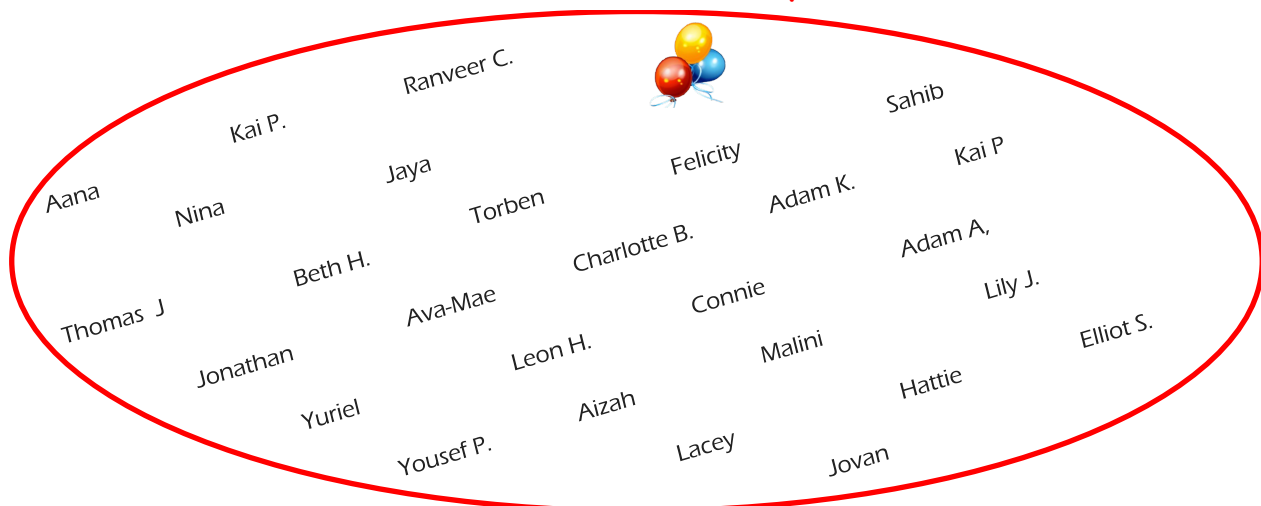 Ranveer C.
Kai P.
Sahib
Jaya
Felicity
Kai P
Aana
Nina
Torben
Adam K.
Beth H.
Charlotte B.
Adam A,
Thomas J
Ava-Mae
Connie
Lily J.
Jonathan
Leon H.
Malini
Elliot S.
Yuriel
Aizah
Hattie
Yousef P.
Lacey
Jovan